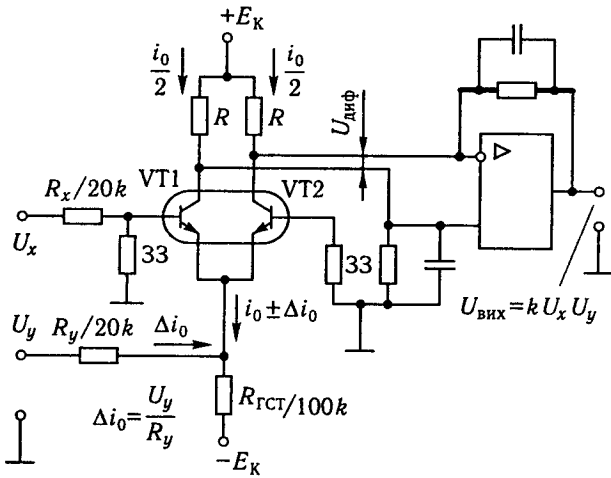 +E_К
i_0/2
i_0/2
R
R
U_диф
VT1
VT2
R_x/20k
U_x
33
33
U_вих = k U_x U_y
U_y
R_y/20k
Δi_0
i_0 ± Δi_0
Δi_0 = U_y/R_y
R_ГСТ/100k
−E_К